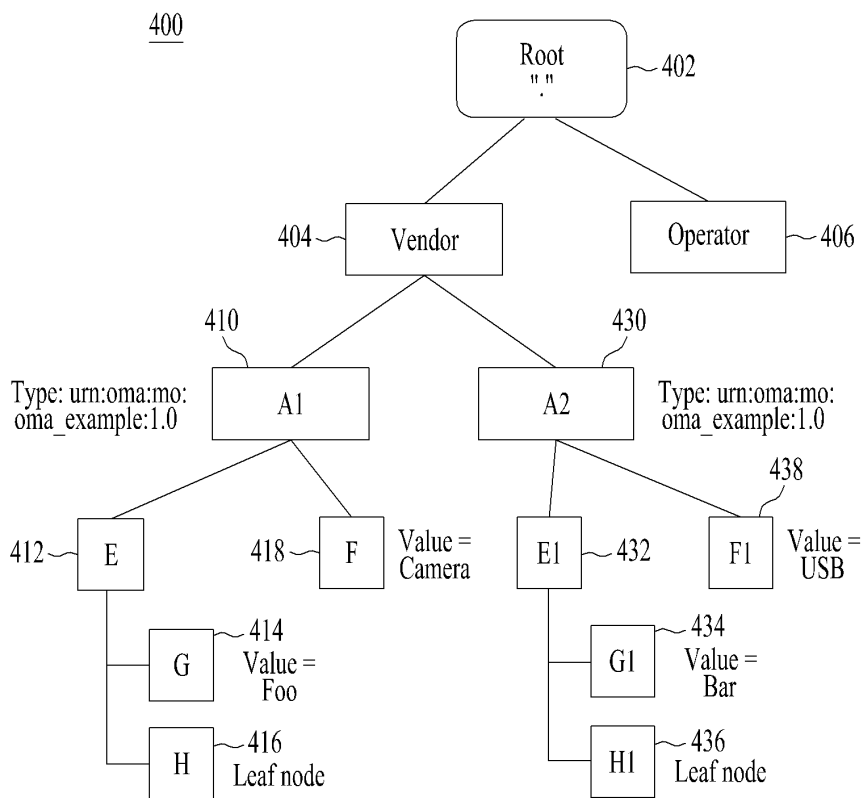 400
Root
"."
402
404
Vendor
Operator
406
410
430
Type: urn:oma:mo:
oma_example:1.0
A1
A2
Type: urn:oma:mo:
oma_example:1.0
438
412
E
418
F
Value =
Camera
E1
432
F1
Value =
USB
G
414
Value =
Foo
G1
434
Value =
Bar
H
416
Leaf node
H1
436
Leaf node